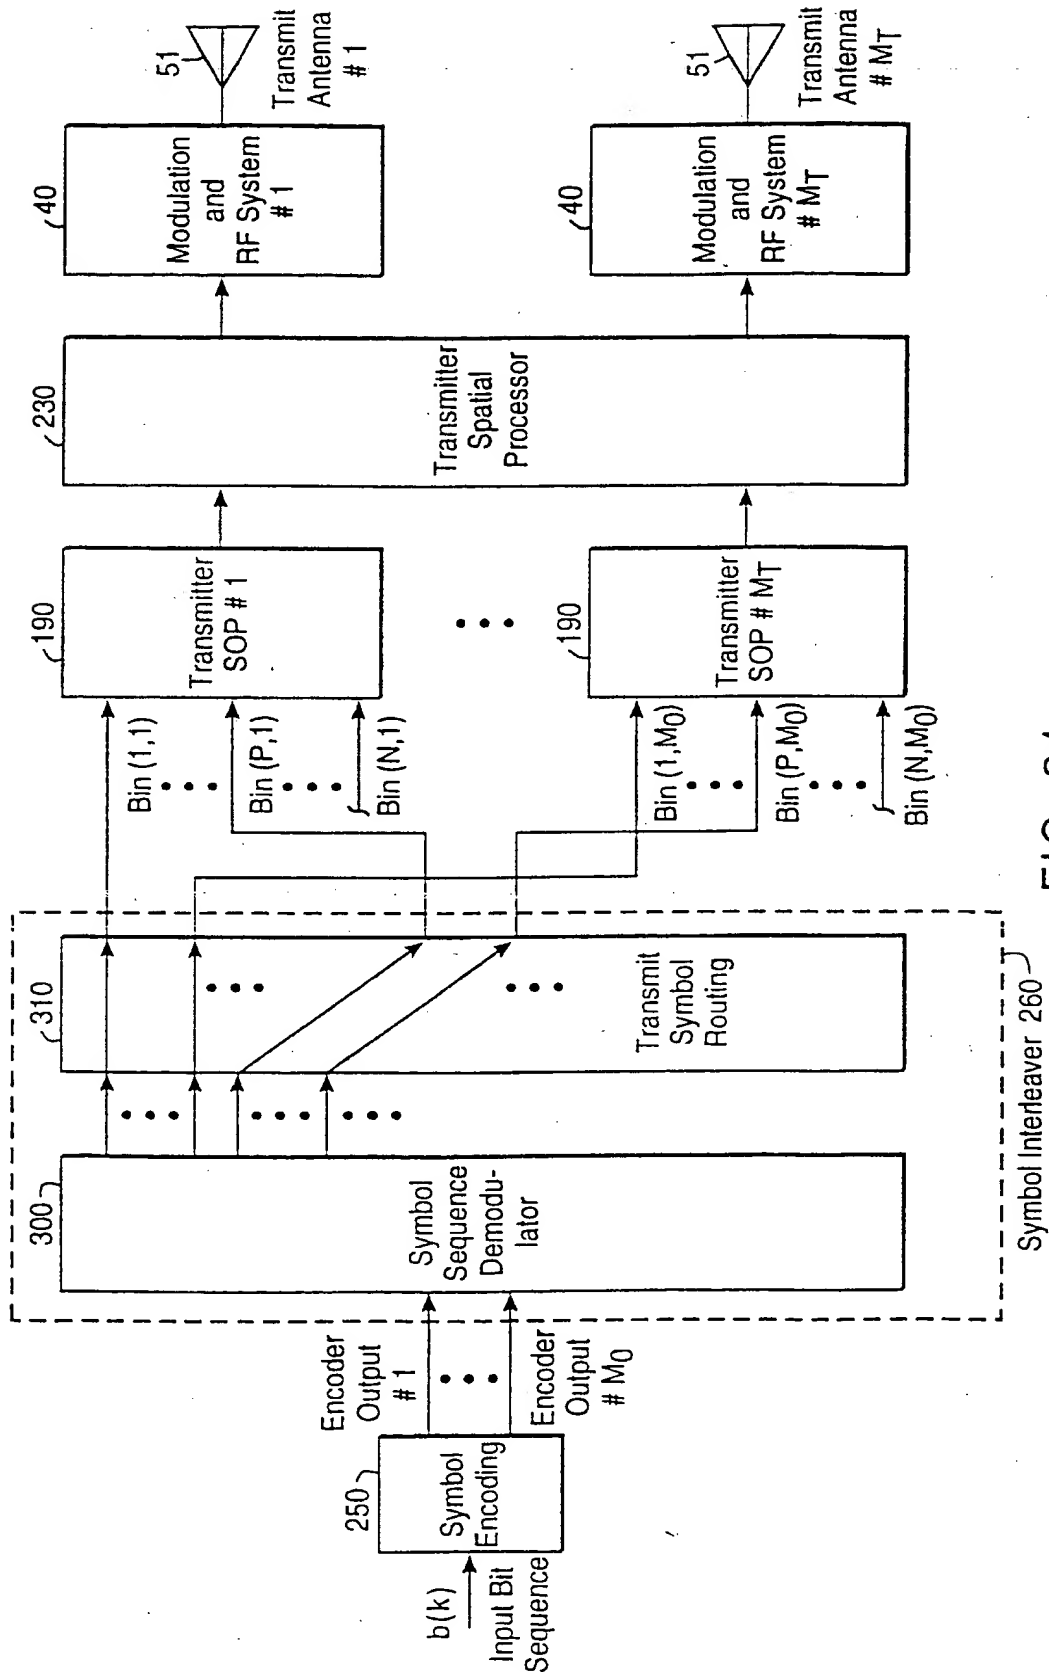 b(k)
Input Bit
Sequence
250
Symbol
Encoding
Encoder
Output
# 1
Encoder
Output
# M0
300
Symbol
Sequence
Demodu-
lator
310
Transmit
Symbol
Routing
Symbol Interleaver 260
Bin (1,1)
Bin (P,1)
Bin (N,1)
190
Transmitter
SOP # 1
Bin (1,M0)
Bin (P,M0)
Bin (N,M0)
190
Transmitter
SOP # MT
230
Transmitter
Spatial
Processor
40
Modulation
and
RF System
# 1
40
Modulation
and
RF System
# MT
51
Transmit
Antenna
# 1
51
Transmit
Antenna
# MT